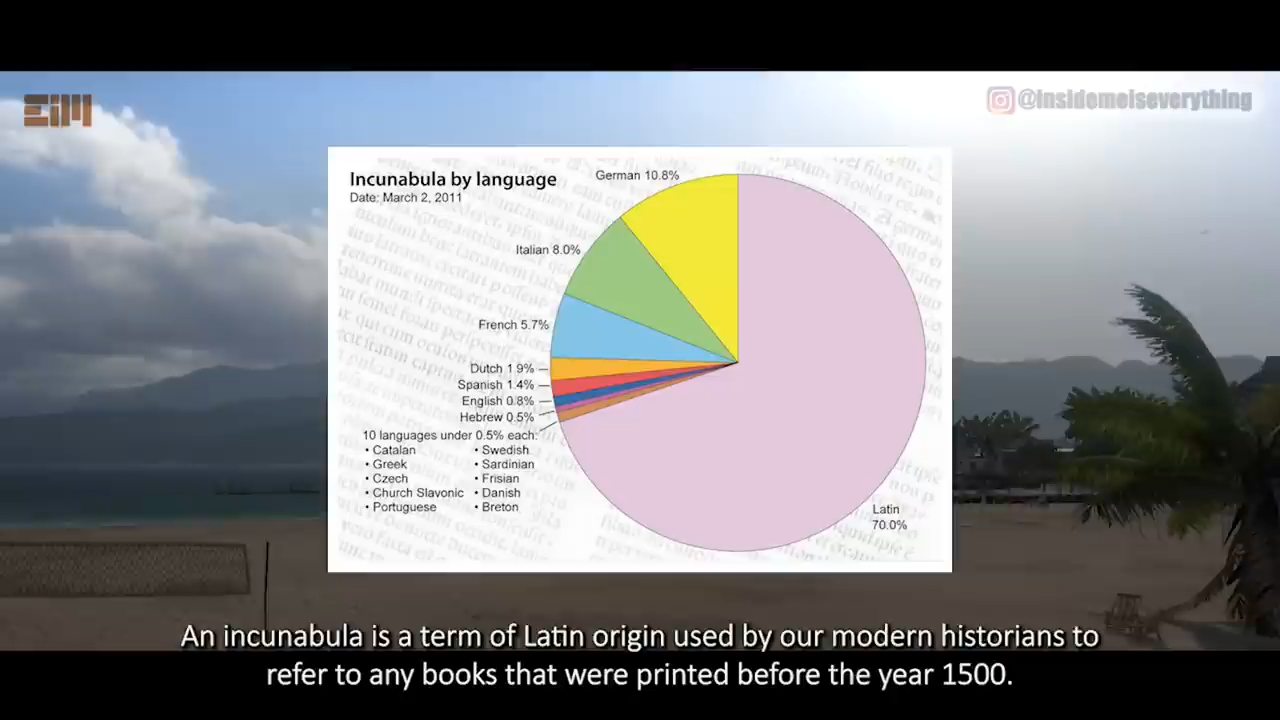 EiM
@insidemeiseverything
Incunabula by language
Date: March 2, 2011
German 10.8%
Italian 8.0%
French 5.7%
Dutch 1.9%
Spanish 1.4%
English 0.8%
Hebrew 0.5%
10 languages under 0.5% each:
• Catalan
• Greek
• Czech
• Church Slavonic
• Portuguese
• Swedish
• Sardinian
• Frisian
• Danish
• Breton
Latin
70.0%
An incunabula is a term of Latin origin used by our modern historians to
refer to any books that were printed before the year 1500.